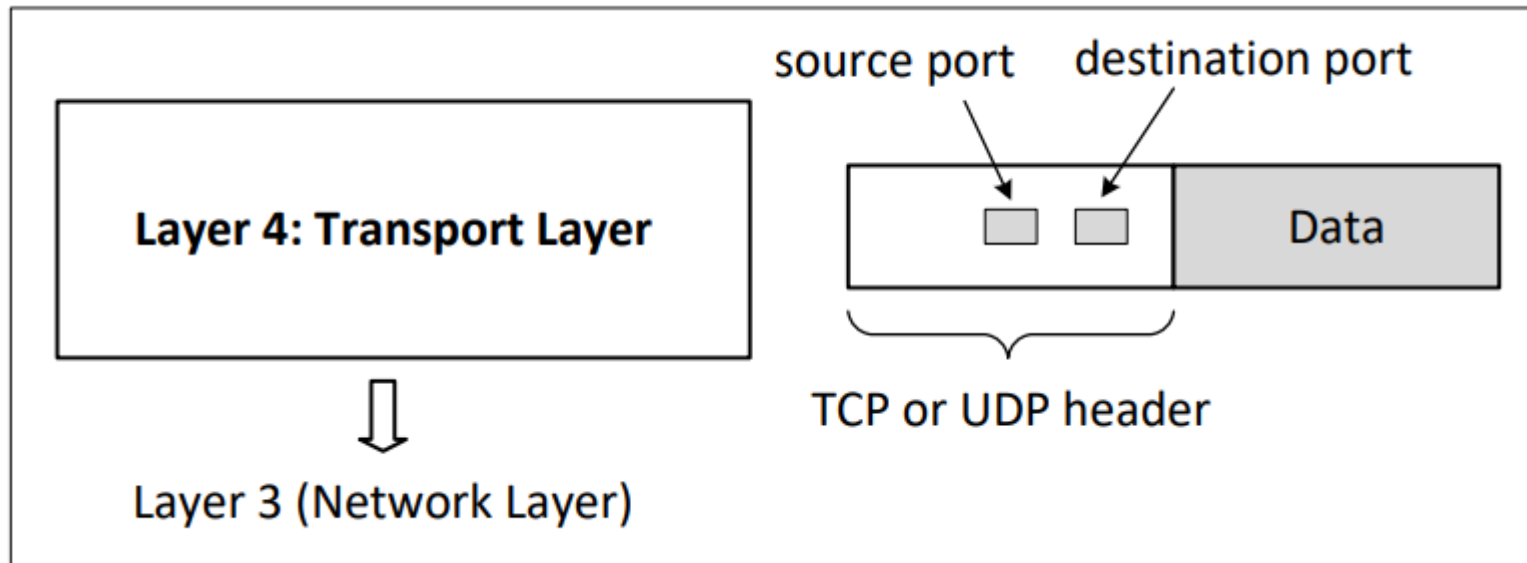 source port
destination port
Layer 4: Transport Layer
Data
TCP or UDP header
Layer 3 (Network Layer)